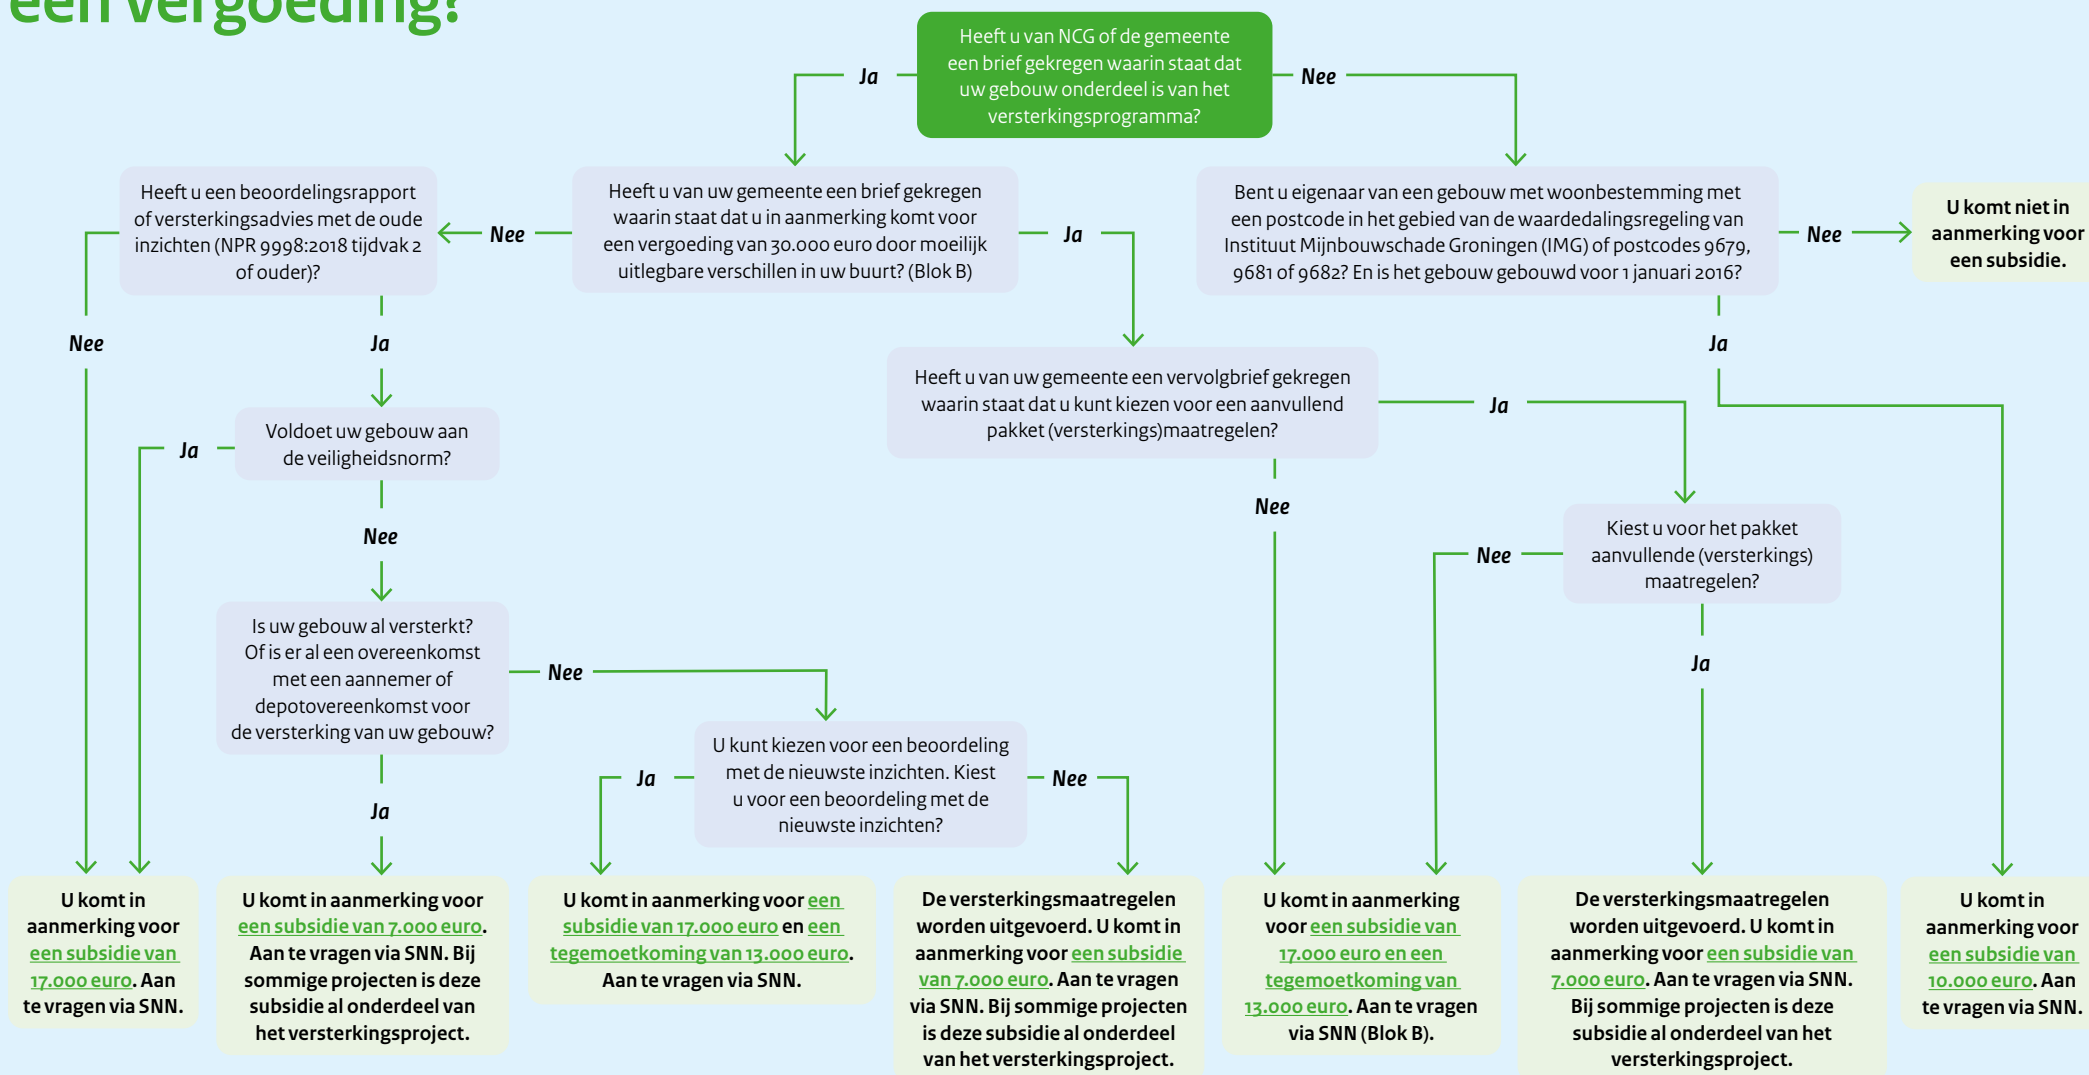 een vergoeding?
Heeft u van NCG of de gemeente
een brief gekregen waarin staat dat
uw gebouw onderdeel is van het
versterkingsprogramma?
Ja
Nee
Heeft u een beoordelingsrapport
of versterkingsadvies met de oude
inzichten (NPR 9998:2018 tijdvak 2
of ouder)?
Nee
Heeft u van uw gemeente een brief gekregen
waarin staat dat u in aanmerking komt voor
een vergoeding van 30.000 euro door moeilijk
uitlegbare verschillen in uw buurt? (Blok B)
Ja
Bent u eigenaar van een gebouw met woonbestemming met
een postcode in het gebied van de waardedalingsregeling van
Instituut Mijnbouwschade Groningen (IMG) of postcodes 9679,
9681 of 9682? En is het gebouw gebouwd voor 1 januari 2016?
Nee
U komt niet in
aanmerking voor
een subsidie.
Nee
Ja
Ja
Heeft u van uw gemeente een vervolgbrief gekregen
waarin staat dat u kunt kiezen voor een aanvullend
pakket (versterkings)maatregelen?
Ja
Ja
Voldoet uw gebouw aan
de veiligheidsnorm?
Nee
Nee
Kiest u voor het pakket
aanvullende (versterkings)
maatregelen?
Nee
Ja
Is uw gebouw al versterkt?
Of is er al een overeenkomst
met een aannemer of
depotovereenkomst voor
de versterking van uw gebouw?
Nee
Ja
U kunt kiezen voor een beoordeling
met de nieuwste inzichten. Kiest
u voor een beoordeling met de
nieuwste inzichten?
Ja
Nee
U komt in
aanmerking voor
een subsidie van
17.000 euro. Aan
te vragen via SNN.
U komt in aanmerking voor
een subsidie van 7.000 euro.
Aan te vragen via SNN. Bij
sommige projecten is deze
subsidie al onderdeel van
het versterkingsproject.
U komt in aanmerking voor een
subsidie van 17.000 euro en een
tegemoetkoming van 13.000 euro.
Aan te vragen via SNN.
De versterkingsmaatregelen
worden uitgevoerd. U komt in
aanmerking voor een subsidie
van 7.000 euro. Aan te vragen
via SNN. Bij sommige projecten
is deze subsidie al onderdeel
van het versterkingsproject.
U komt in aanmerking
voor een subsidie van
17.000 euro en een
tegemoetkoming van
13.000 euro. Aan te vragen
via SNN (Blok B).
De versterkingsmaatregelen
worden uitgevoerd. U komt in
aanmerking voor een subsidie van
7.000 euro. Aan te vragen via SNN.
Bij sommige projecten is deze
subsidie al onderdeel van het
versterkingsproject.
U komt in
aanmerking voor
een subsidie van
10.000 euro. Aan
te vragen via SNN.